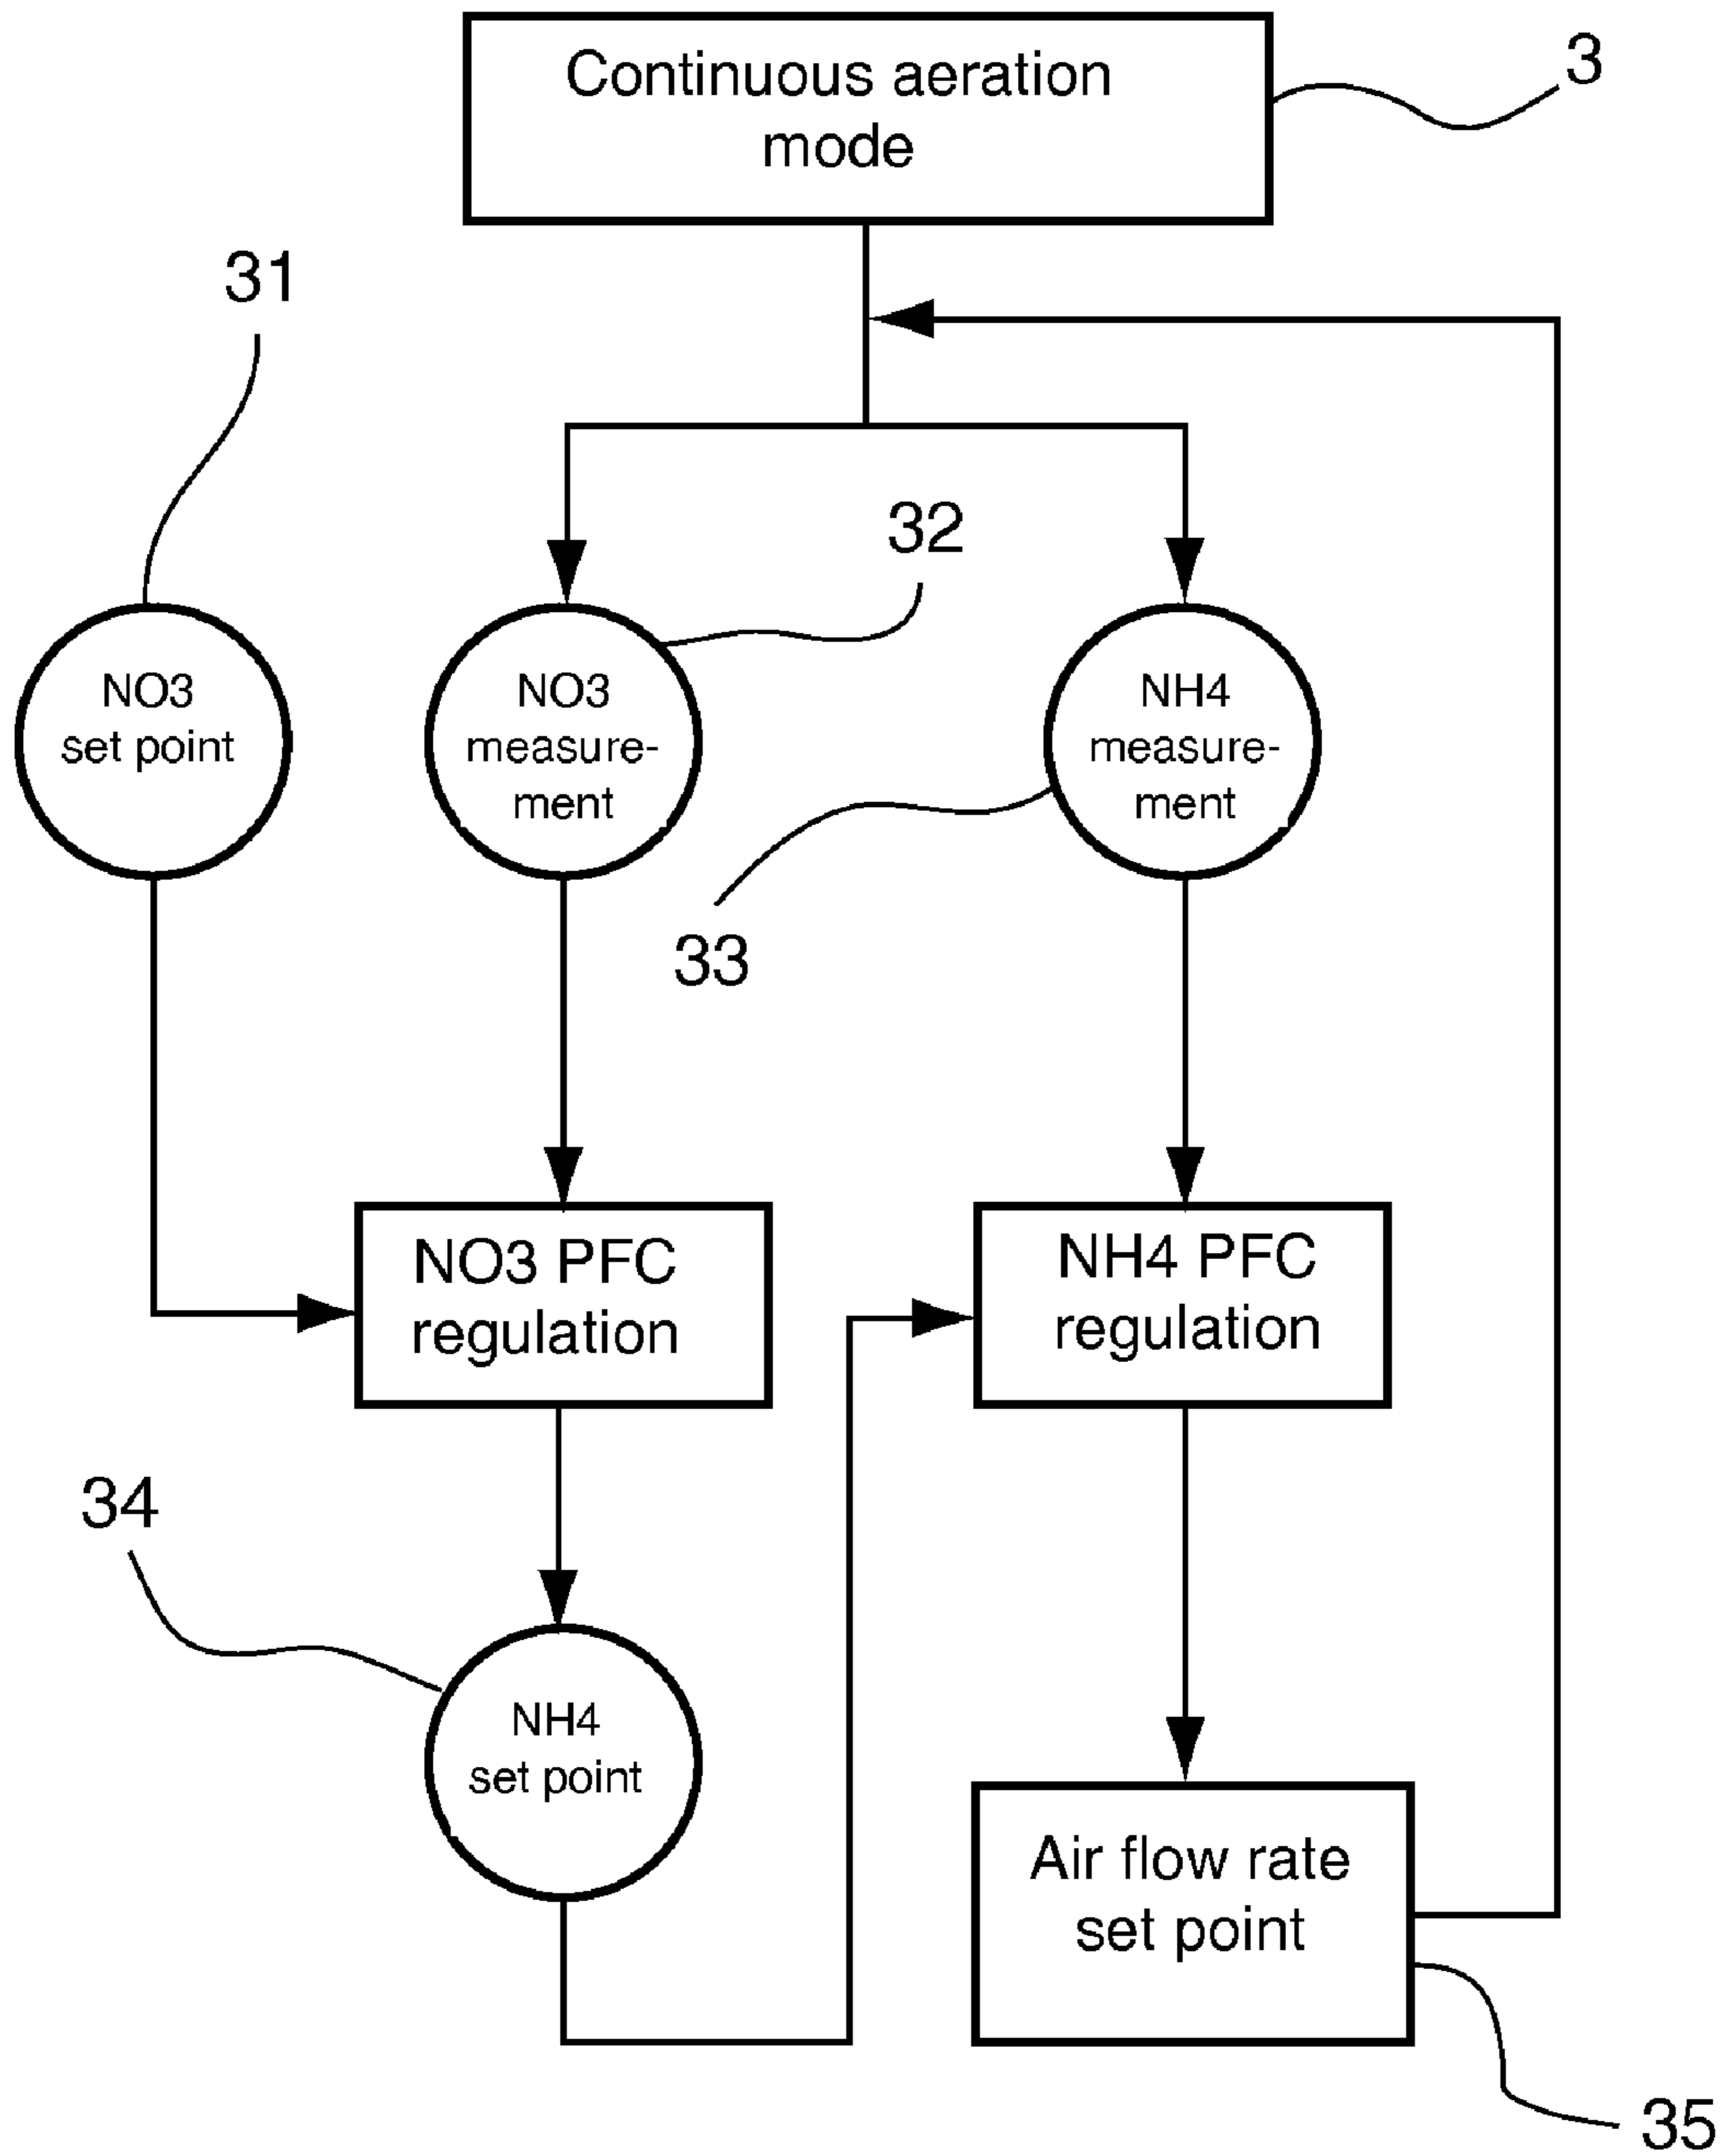 Continuous aeration
mode
3
31
32
NO3
set point
NO3
measure-
ment
NH4
measure-
ment
33
NO3 PFC
regulation
NH4 PFC
regulation
34
NH4
set point
Air flow rate
set point
35